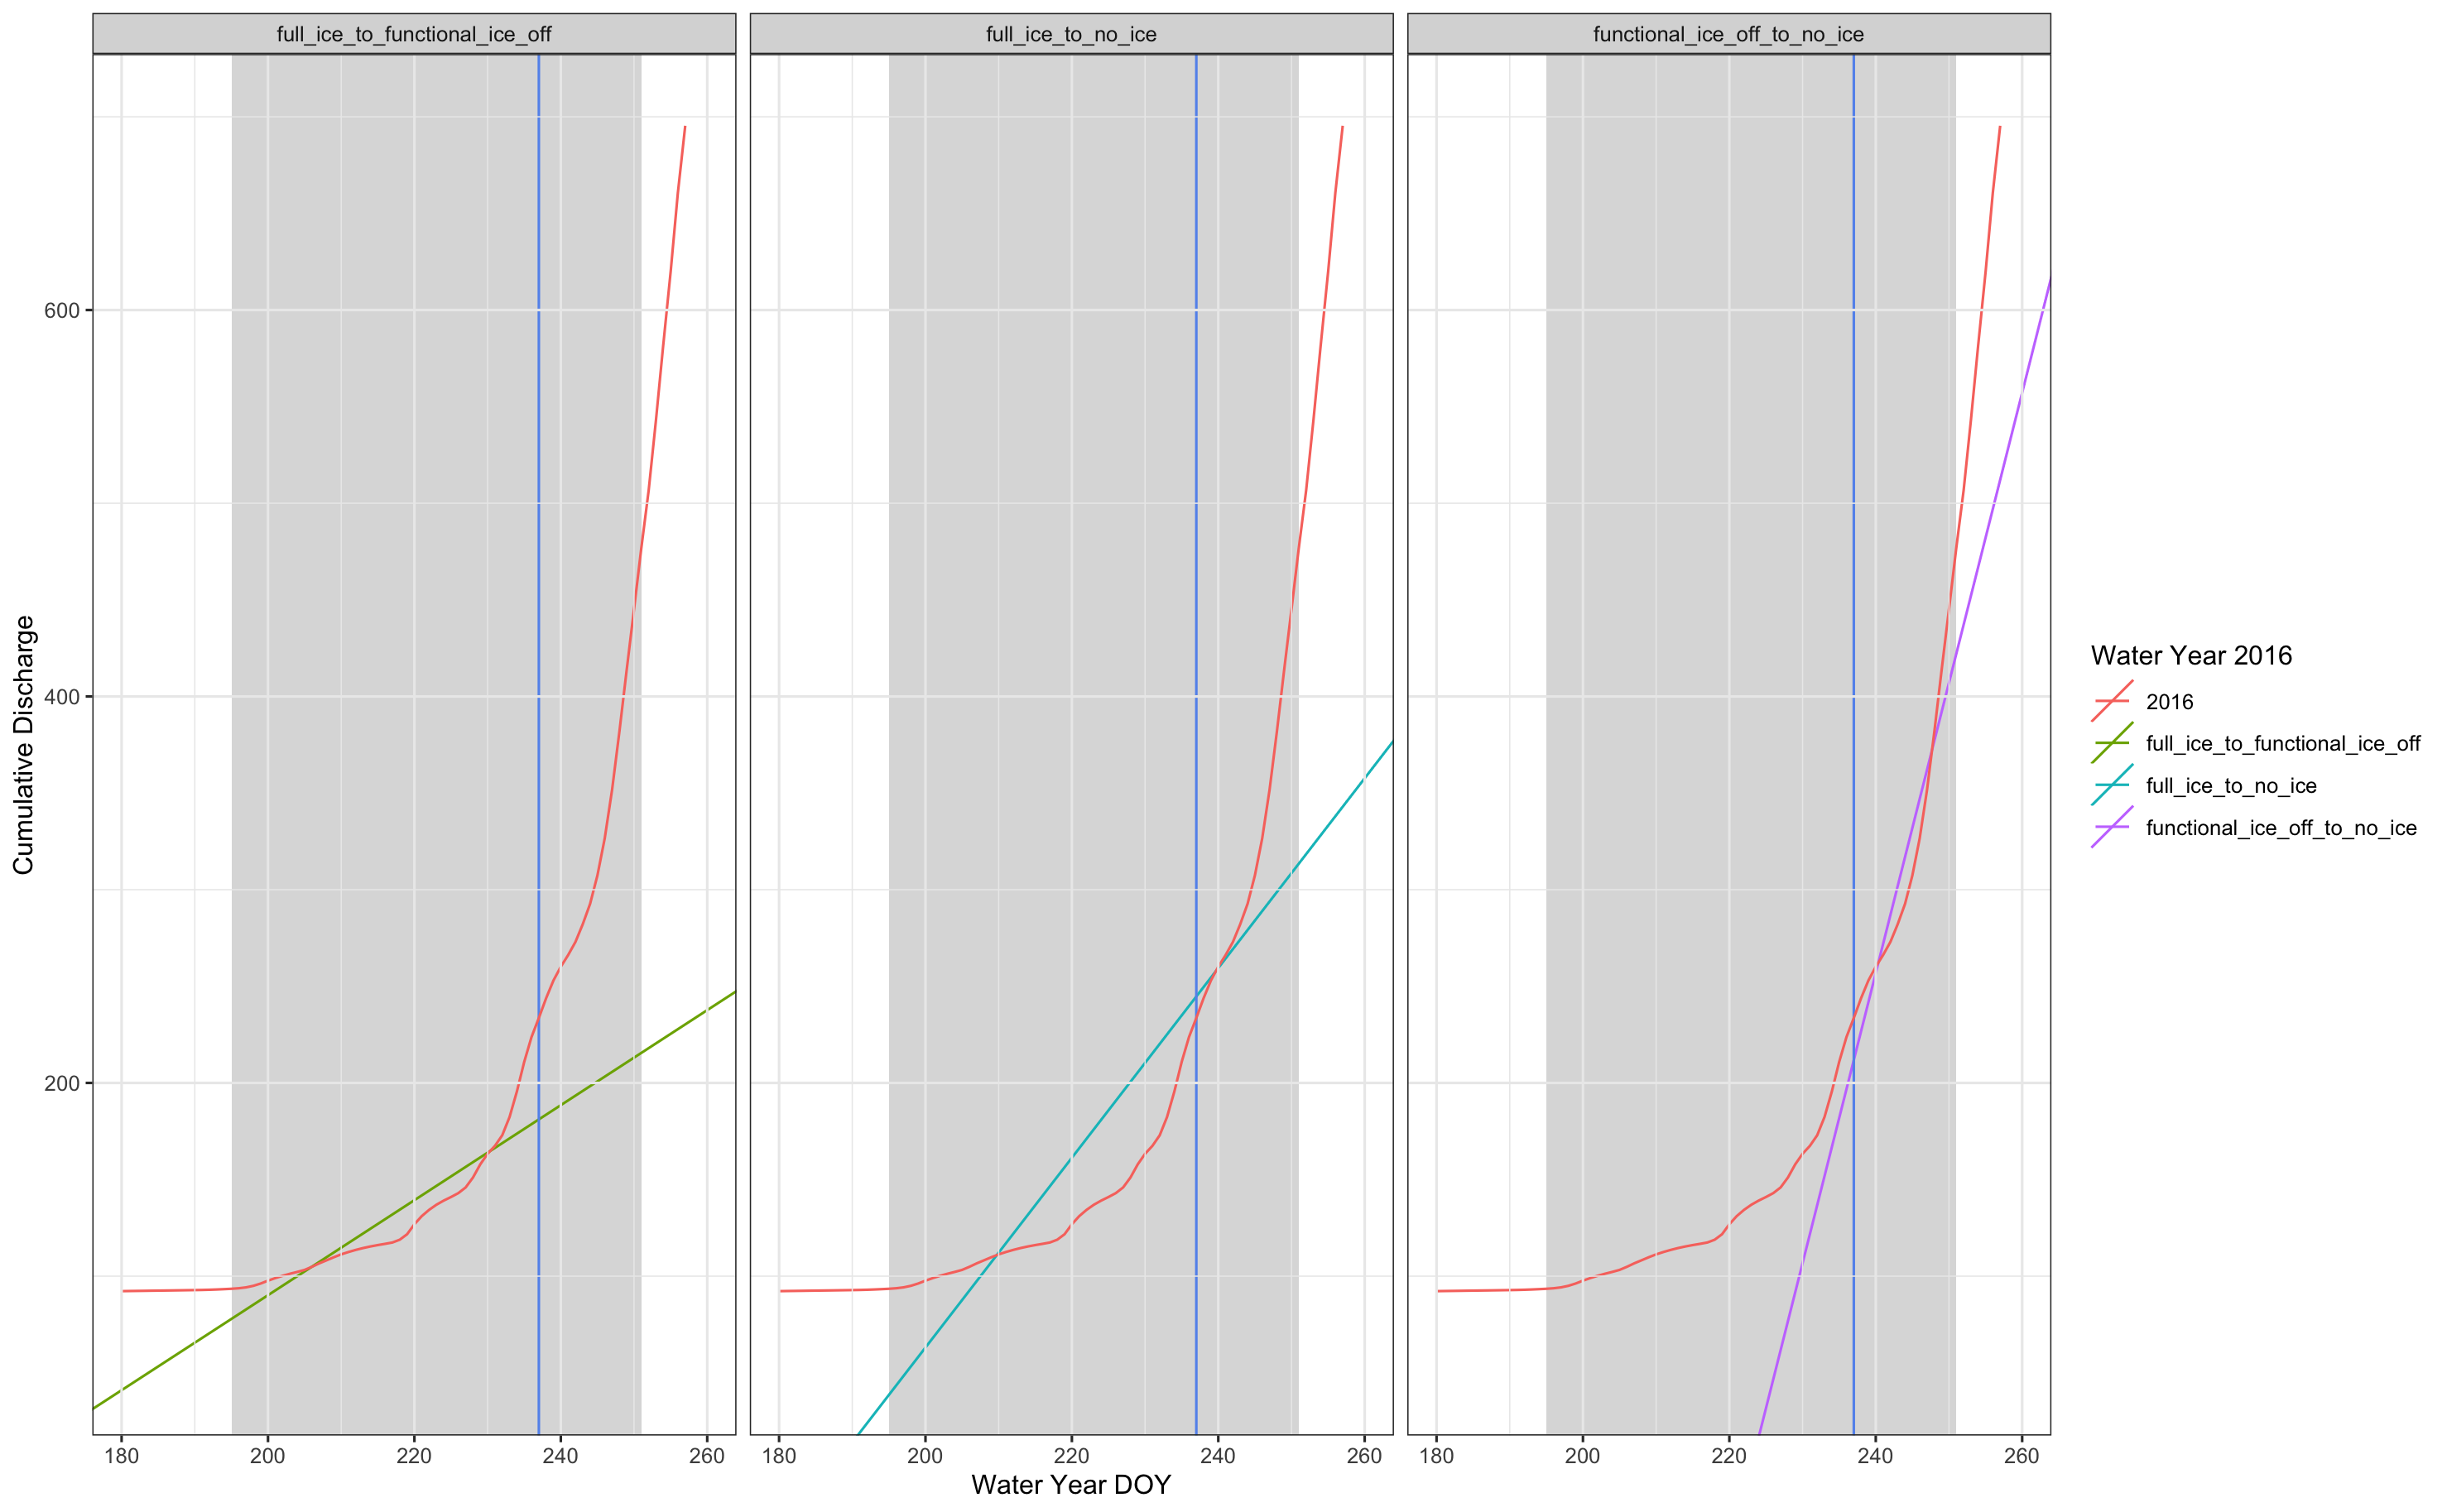 full_ice_to_functional_ice_off
full_ice_to_no_ice
functional_ice_off_to_no_ice
Cumulative Discharge
600
400
200
180 200 220 240 260
180 200 220 240 260
180 200 220 240 260
Water Year DOY
Water Year 2016
2016
full_ice_to_functional_ice_off
full_ice_to_no_ice
functional_ice_off_to_no_ice